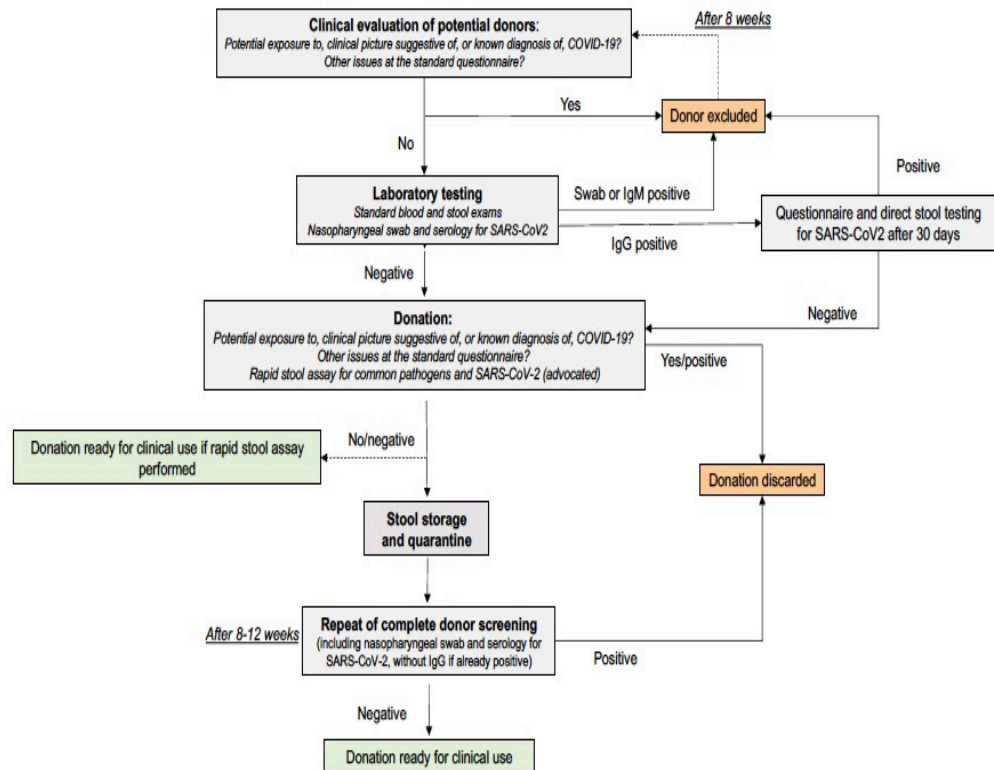 Clinical evaluation of potential donors:
Potential exposure to, clinical picture suggestive of, or known diagnosis of, COVID-19?
Other issues at the standard questionnaire?
After 8 weeks
Yes
Donor excluded
No
Positive
Laboratory testing
Standard blood and stool exams
Nasopharyngeal swab and serology for SARS-CoV2
Swab or IgM positive
IgG positive
Questionnaire and direct stool testing
for SARS-CoV2 after 30 days
Negative
Negative
Donation:
Potential exposure to, clinical picture suggestive of, or known diagnosis of, COVID-19?
Other issues at the standard questionnaire?
Rapid stool assay for common pathogens and SARS-CoV-2 (advocated)
Yes/positive
No/negative
Donation ready for clinical use if rapid stool assay
performed
Donation discarded
Stool storage
and quarantine
After 8-12 weeks
Repeat of complete donor screening
(including nasopharyngeal swab and serology for
SARS-CoV-2, without IgG if already positive)
Positive
Negative
Donation ready for clinical use